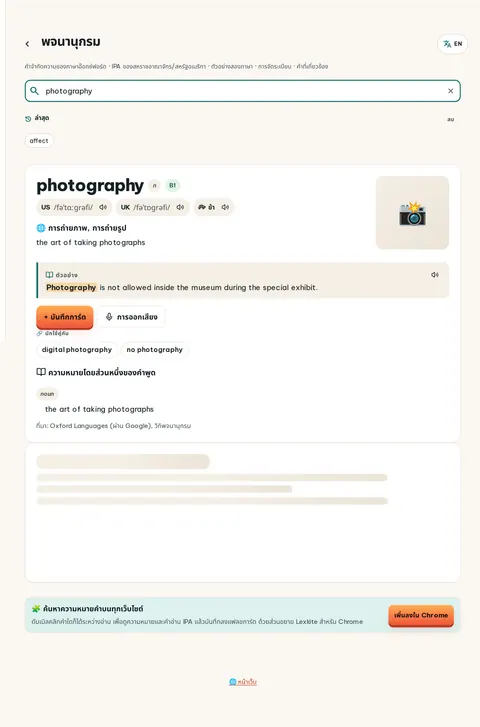 พจนานุกรม
EN
คำจำกัดความของภาษาอ็อกซ์ฟอร์ด · IPA ของสหราชอาณาจักร/สหรัฐอเมริกา · ตัวอย่างสองภาษา · การจัดระเบียบ · คำที่เกี่ยวข้อง
photography
ล่าสุด
ลบ
affect
photography n B1
US /fəˈtɑːɡrəfi/ UK /fəˈtɒɡrəfi/ ช้า
การถ่ายภาพ, การถ่ายรูป
the art of taking photographs
ตัวอย่าง
Photography is not allowed inside the museum during the special exhibit.
+ บันทึกการ์ด การออกเสียง
มักใช้คู่กับ
digital photography no photography
ความหมายโดยส่วนหนึ่งของคำพูด
noun
the art of taking photographs
ที่มา: Oxford Languages (ผ่าน Google), วิกิพจนานุกรม
ค้นหาความหมายคำบนทุกเว็บไซต์
ดับเบิลคลิกคำใดก็ได้ระหว่างอ่าน เพื่อดูความหมายและคำอ่าน IPA แล้วบันทึกลงแฟลชการ์ด ด้วยส่วนขยาย Lexkite สำหรับ Chrome
เพิ่มลงใน Chrome
หน้าเว็บ